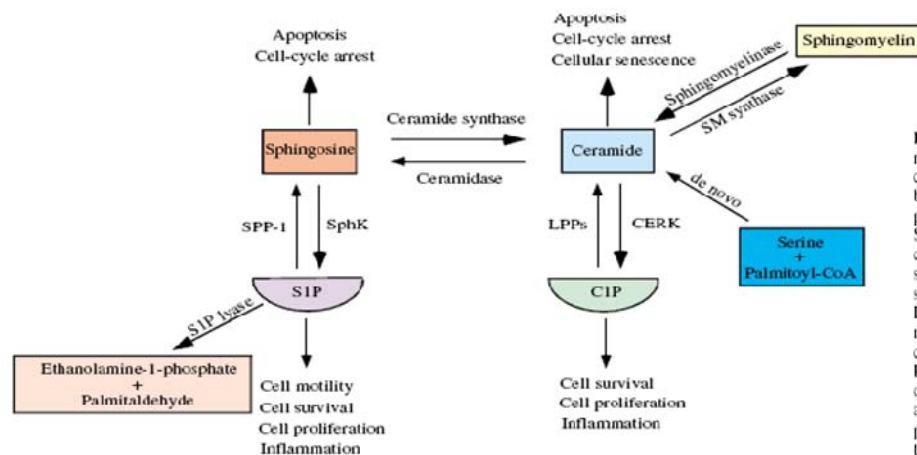 Apoptosis
Cell-cycle arrest
Apoptosis
Cell-cycle arrest
Cellular senescence
Sphingomyelin
Sphingomyelinase
SM synthase
Ceramide synthase
Sphingosine
Ceramide
Ceramidase
de novo
SPP-1
SphK
LPPs
CERK
Serine
+
Palmitoyl-CoA
S1P
C1P
S1P lyase
Ethanolamine-1-phosphate
+
Palmitaldehyde
Cell motility
Cell survival
Cell proliferation
Inflammation
Cell survival
Cell proliferation
Inflammation